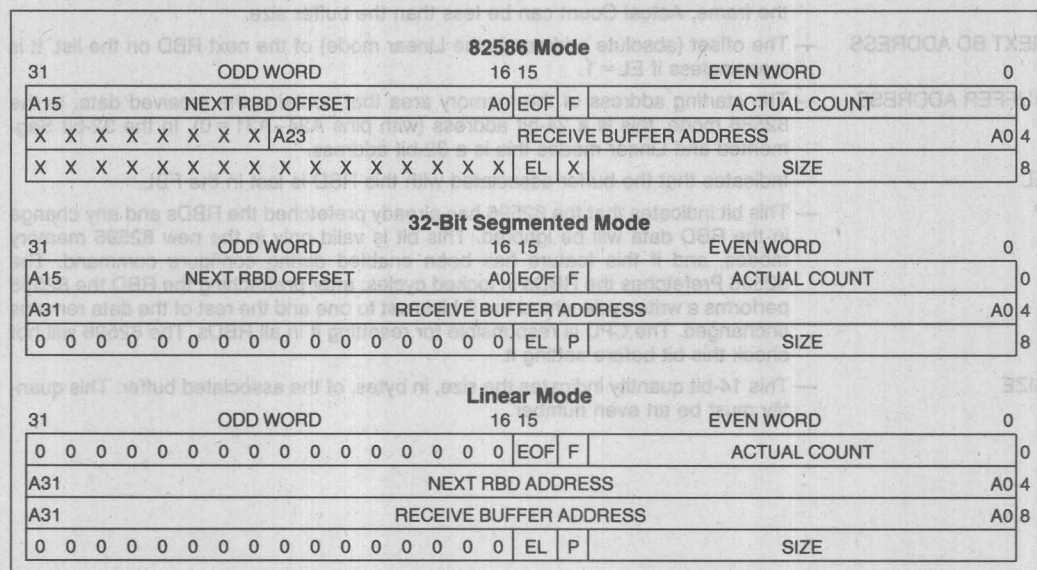 82586 Mode
31 ODD WORD 16 15 EVEN WORD 0
A15 NEXT RBD OFFSET A0 EOF F ACTUAL COUNT 0
X X X X X X X X A23 RECEIVE BUFFER ADDRESS A0 4
X X X X X X X X X X X X X X X X EL X SIZE 8
32-Bit Segmented Mode
31 ODD WORD 16 15 EVEN WORD 0
A15 NEXT RBD OFFSET A0 EOF F ACTUAL COUNT 0
A31 RECEIVE BUFFER ADDRESS A0 4
0 0 0 0 0 0 0 0 0 0 0 0 0 0 0 0 EL P SIZE 8
Linear Mode
31 ODD WORD 16 15 EVEN WORD 0
0 0 0 0 0 0 0 0 0 0 0 0 0 0 0 0 EOF F ACTUAL COUNT 0
A31 NEXT RBD ADDRESS A0 4
A31 RECEIVE BUFFER ADDRESS A0 8
0 0 0 0 0 0 0 0 0 0 0 0 0 0 0 0 EL P SIZE